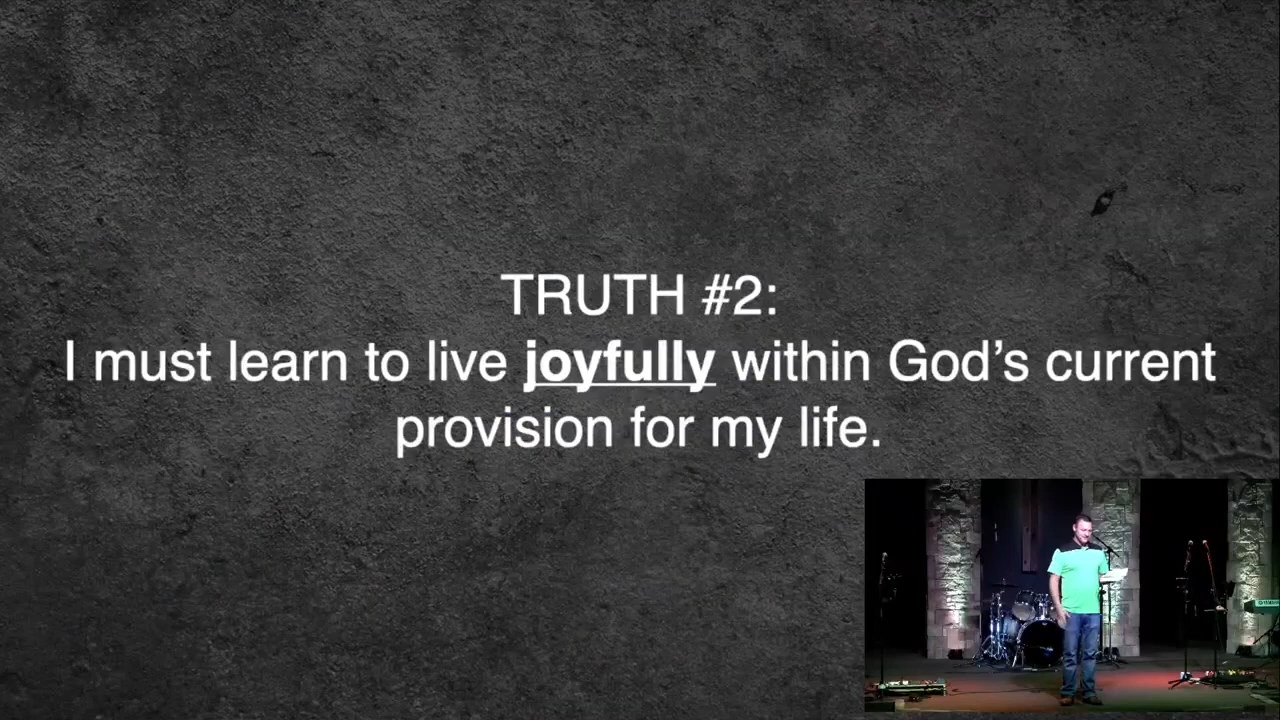 TRUTH #2:
I must learn to live joyfully within God’s current
provision for my life.